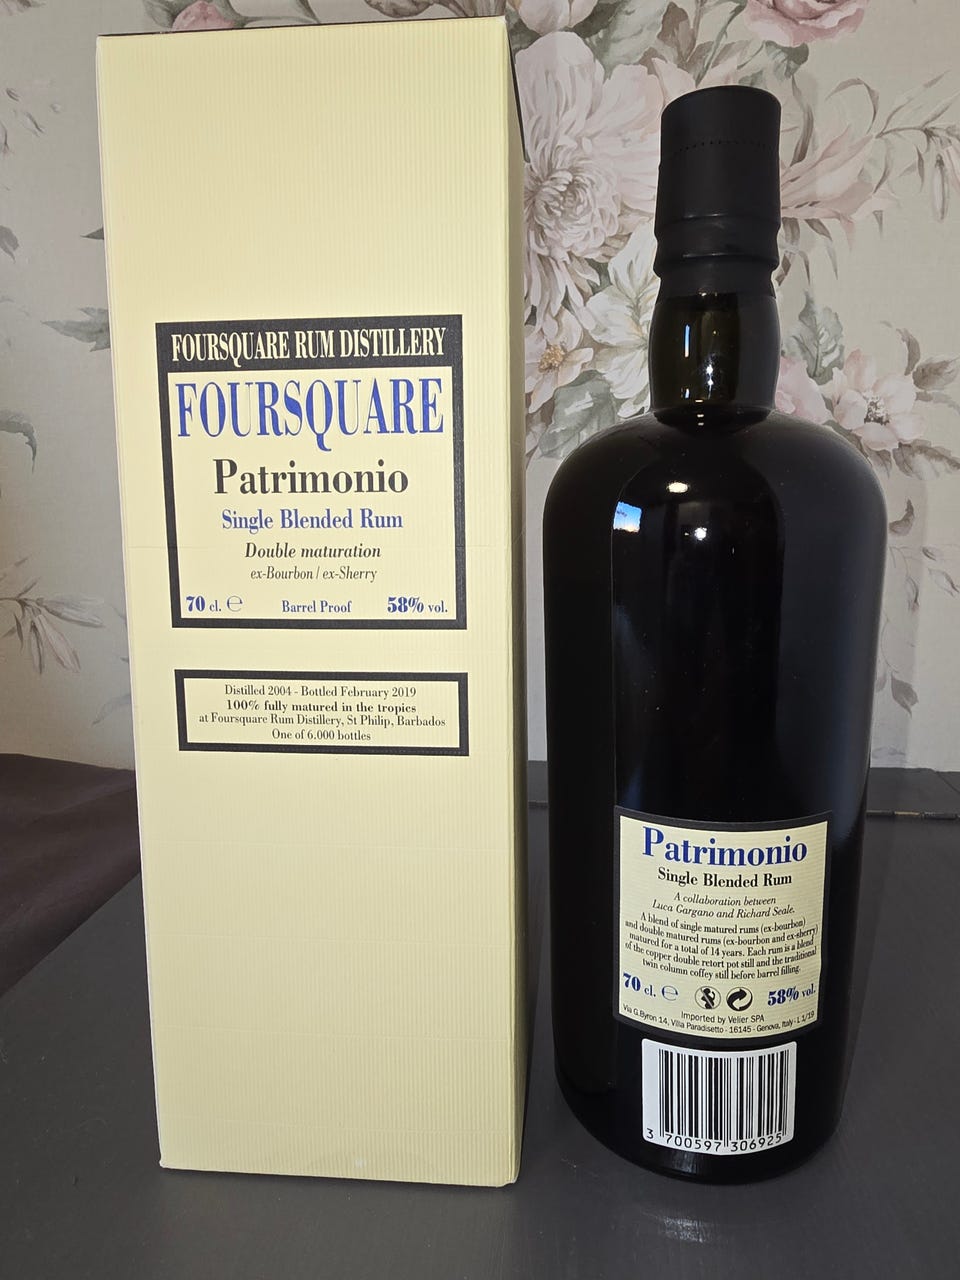 FOURSQUARE RUM DISTILLERY
FOURSQUARE
Patrimonio
Single Blended Rum
Double maturation
ex-Bourbon / ex-Sherry
70 cl. ℮ Barrel Proof 58% vol.
Distilled 2004 - Bottled February 2019
100% fully matured in the tropics
at Foursquare Rum Distillery, St Philip, Barbados
One of 6.000 bottles
Patrimonio
Single Blended Rum
A collaboration between
Luca Gargano and Richard Seale.
A blend of single matured rums (ex-bourbon)
and double matured rums (ex-bourbon and ex-sherry)
matured for a total of 14 years. Each rum is a blend
of the copper double retort pot still and the traditional
twin column coffey still before barrel filling.
70 cl. ℮ 58% vol.
Imported by Velier SPA
Via G.Byron 14, Villa Paradisetto - 16145 - Genova, Italy - L 1/19
3 700597 306925